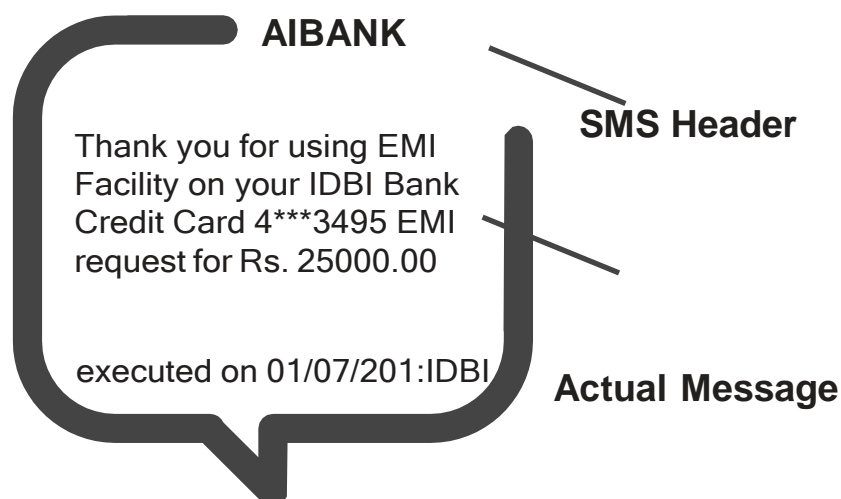 AIBANK
SMS Header
Thank you for using EMI
Facility on your IDBI Bank
Credit Card 4***3495 EMI
request for Rs. 25000.00
executed on 01/07/201:IDBI
Actual Message